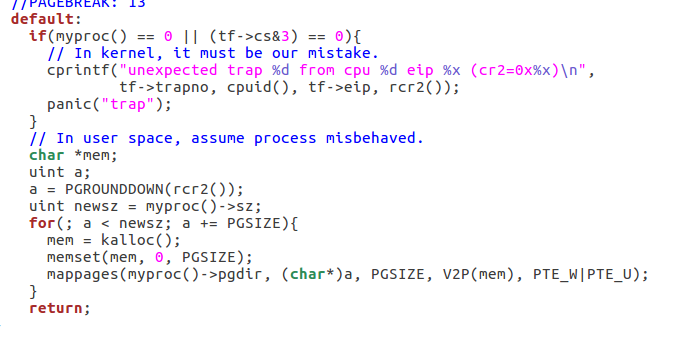 //PAGEBREAK: 13
default:
  if(myproc() == 0 || (tf->cs&3) == 0){
    // In kernel, it must be our mistake.
    cprintf("unexpected trap %d from cpu %d eip %x (cr2=0x%x)\n",
            tf->trapno, cpuid(), tf->eip, rcr2());
    panic("trap");
  }
  // In user space, assume process misbehaved.
  char *mem;
  uint a;
  a = PGROUNDDOWN(rcr2());
  uint newsz = myproc()->sz;
  for(; a < newsz; a += PGSIZE){
    mem = kalloc();
    memset(mem, 0, PGSIZE);
    mappages(myproc()->pgdir, (char*)a, PGSIZE, V2P(mem), PTE_W|PTE_U);
  }
  return;